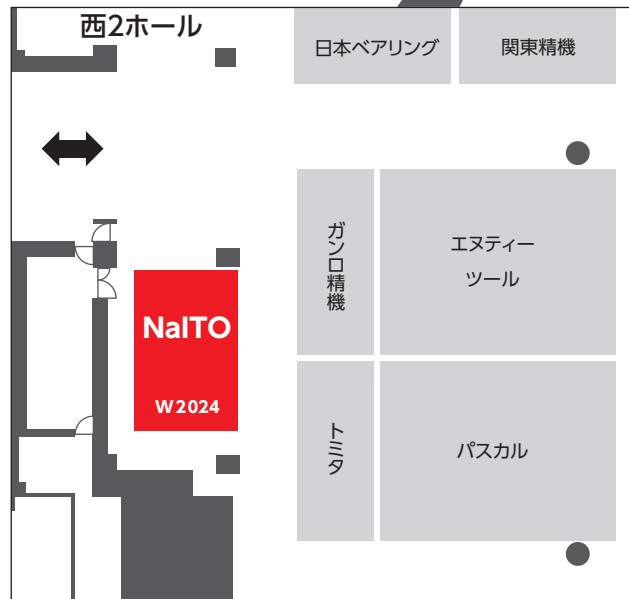 西2ホール
日本ベアリング
関東精機
ガンロ精機
エヌティー
ツール
NaITO
W2024
トミタ
パスカル